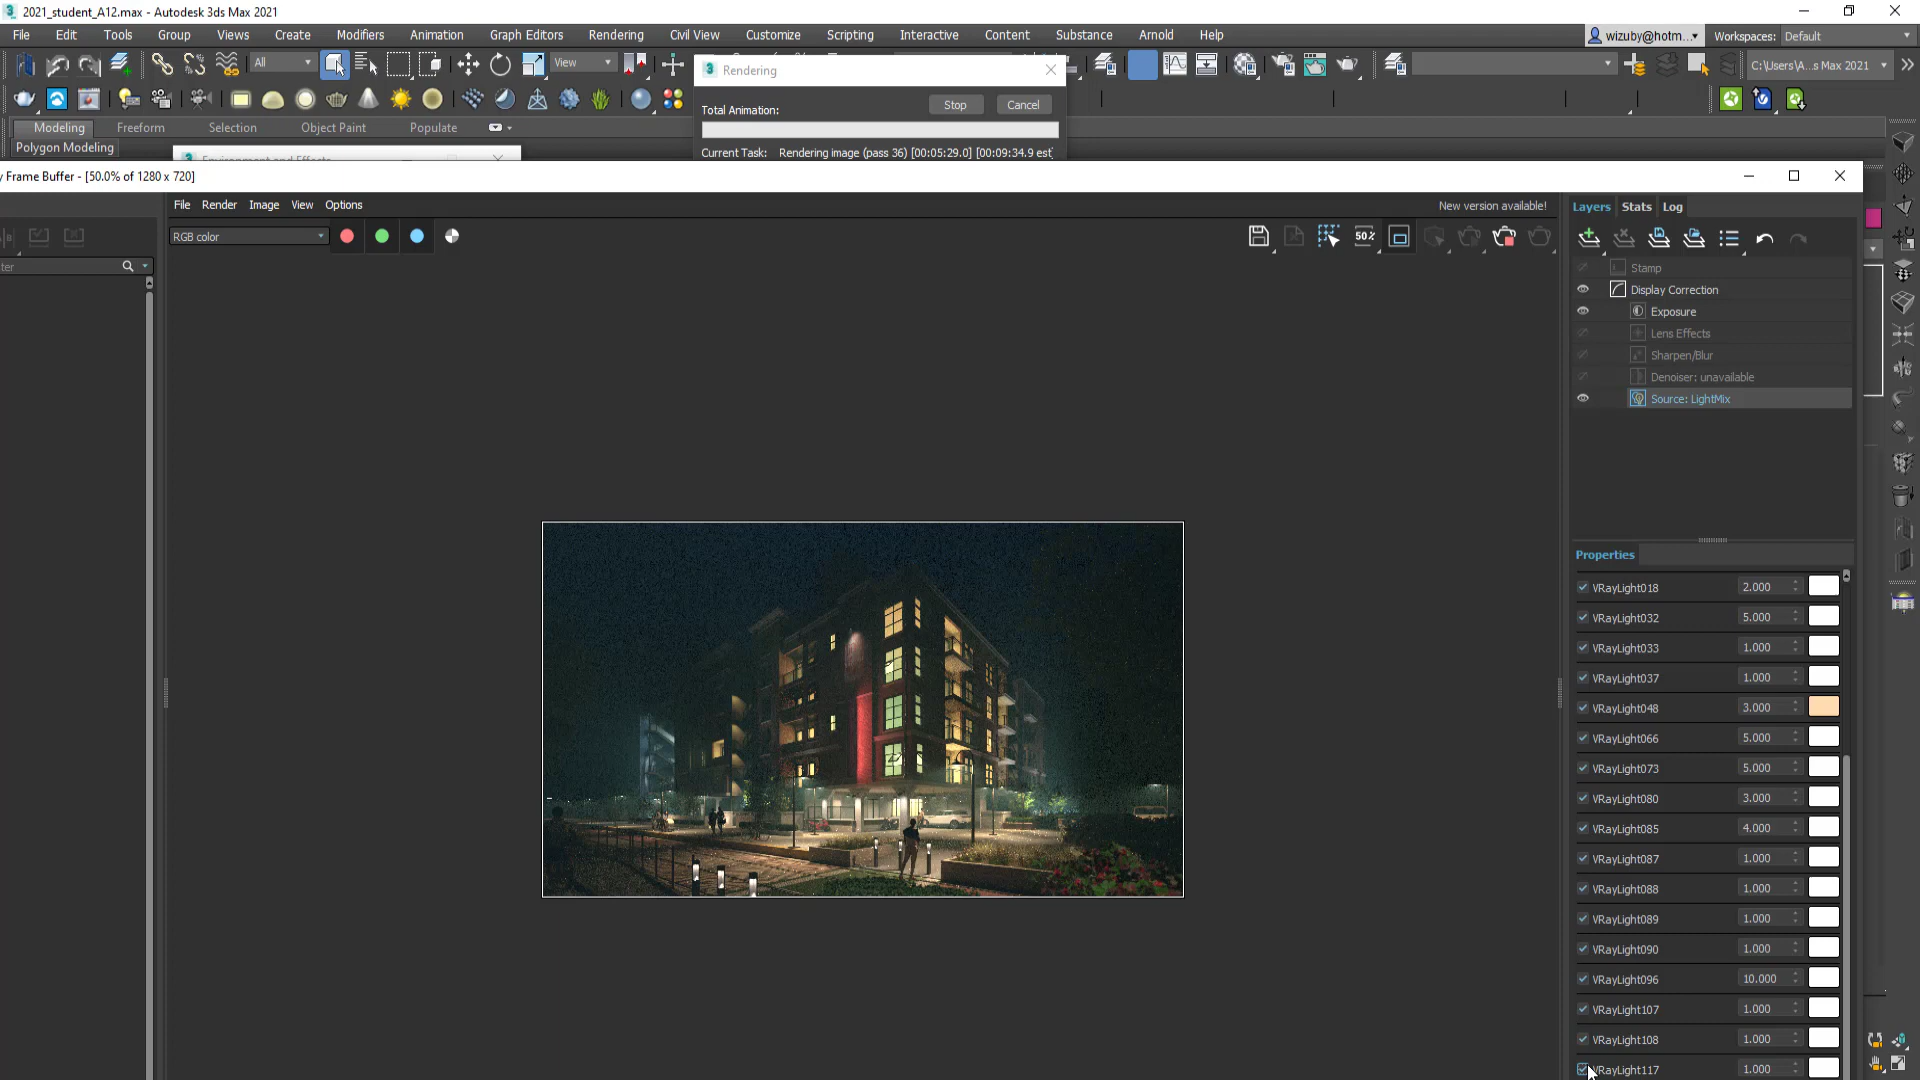 2021_student_A12.max - Autodesk 3ds Max 2021
File Edit Tools Group Views Create Modifiers Animation Graph Editors Rendering Civil View Customize Scripting Interactive Content Substance Arnold Help
wizuby@hotm... Workspaces: Default
All View C:\Users\A...s Max 2021
Rendering
Total Animation: Stop Cancel
Current Task: Rendering image (pass 36) [00:05:29.0] [00:09:34.9 est
Modeling Freeform Selection Object Paint Populate
Polygon Modeling
Environment and Effects
y Frame Buffer - [50.0% of 1280 x 720]
File Render Image View Options New version available!
RGB color 50%
ter
Layers Stats Log
Stamp
Display Correction
Exposure
Lens Effects
Sharpen/Blur
Denoiser: unavailable
Source: LightMix
Properties
VRayLight018 2.000
VRayLight032 5.000
VRayLight033 1.000
VRayLight037 1.000
VRayLight048 3.000
VRayLight066 5.000
VRayLight073 5.000
VRayLight080 3.000
VRayLight085 4.000
VRayLight087 1.000
VRayLight088 1.000
VRayLight089 1.000
VRayLight090 1.000
VRayLight096 10.000
VRayLight107 1.000
VRayLight108 1.000
VRayLight117 1.000